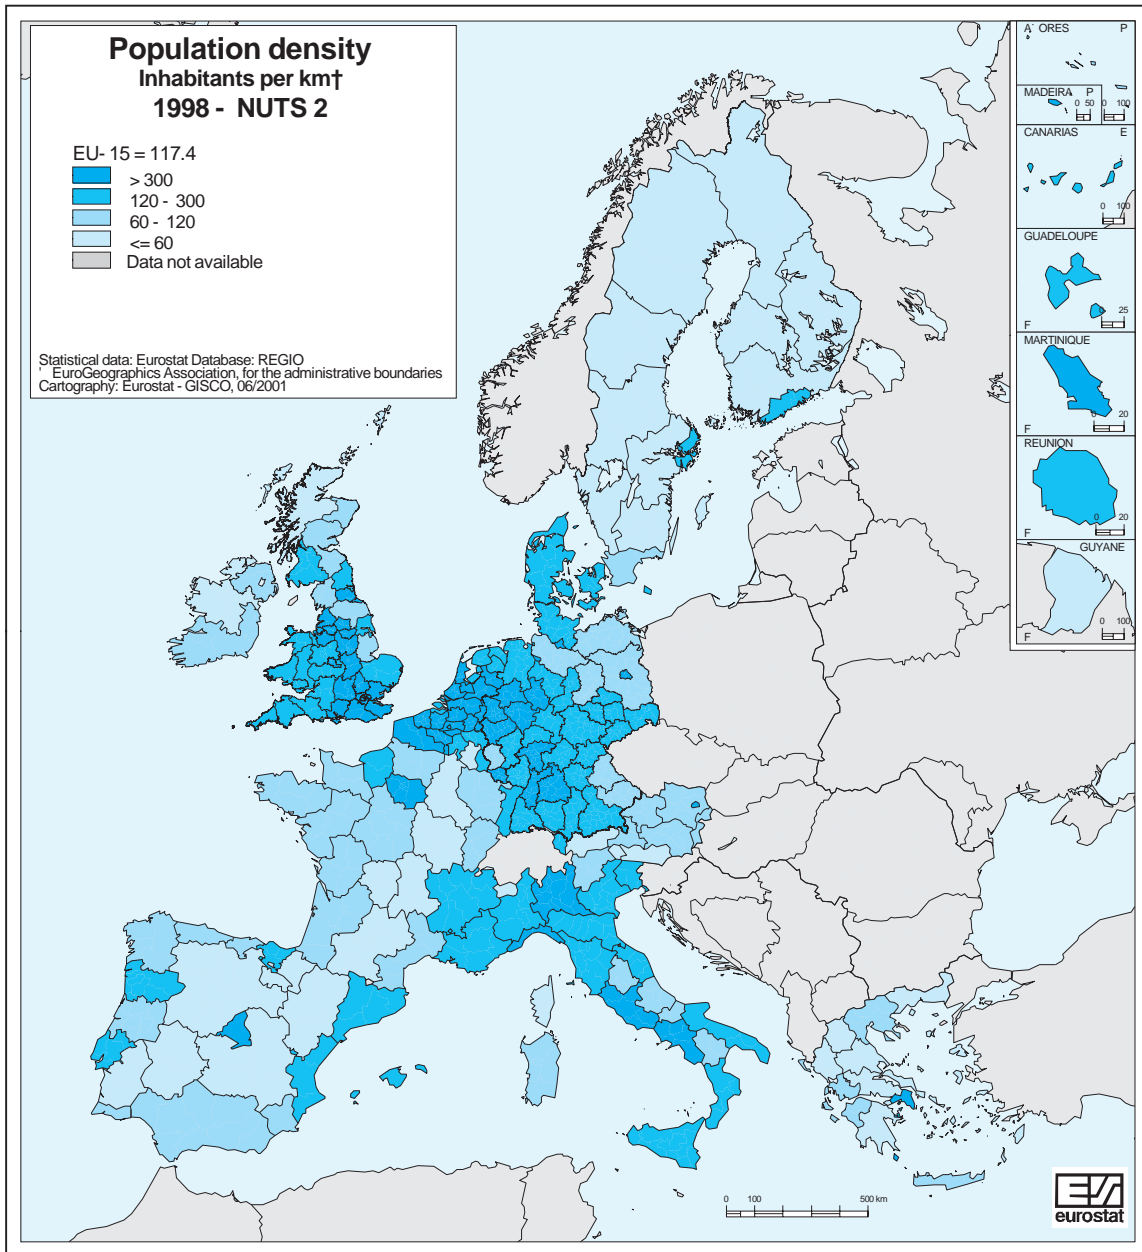 Population density
Inhabitants per km†
1998 - NUTS 2
EU- 15 = 117.4
> 300
120 - 300
60 - 120
<= 60
Data not available
Statistical data: Eurostat Database: REGIO
' EuroGeographics Association, for the administrative boundaries
Cartography: Eurostat - GISCO, 06/2001
A' ORES P
MADEIRA P
0 50 0 100
CANARIAS E
0 100
GUADELOUPE
0 25
F
MARTINIQUE
0 20
F
REUNION
0 20
F
GUYANE
0 100
F
0 100 500 km
eurostat